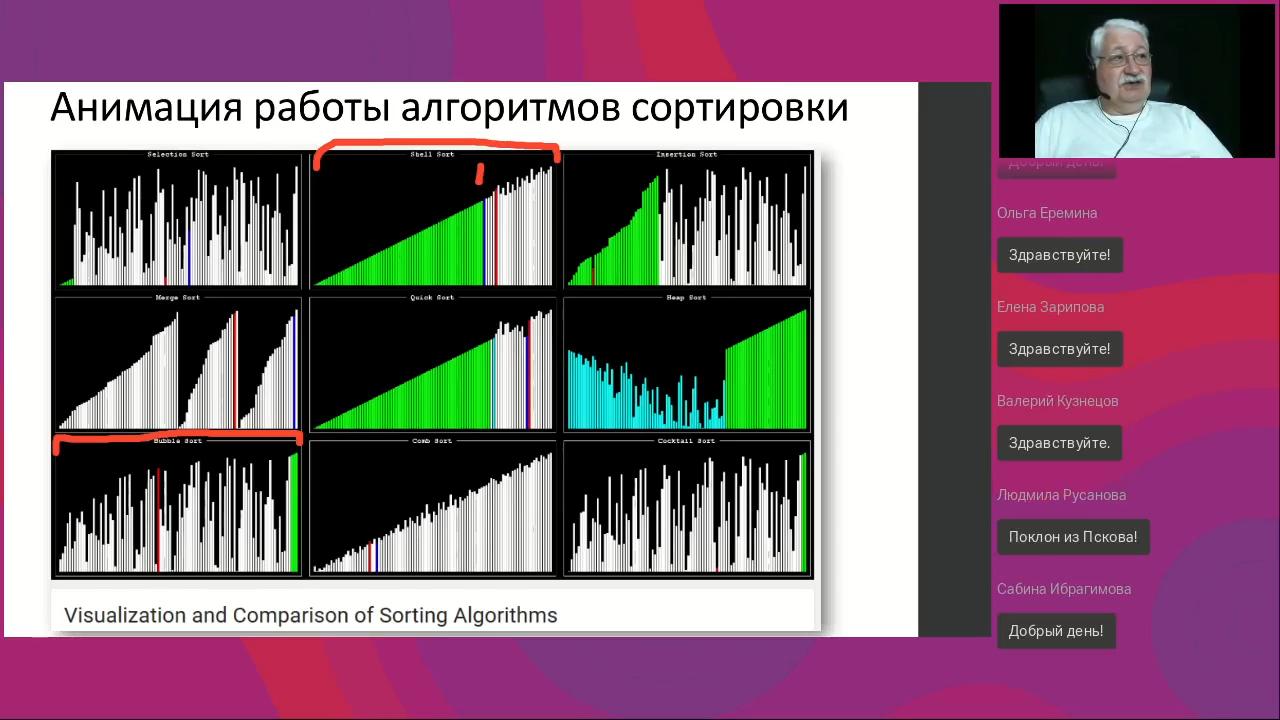 Анимация работы алгоритмов сортировки
Selection Sort
Shell Sort
Insertion Sort
Merge Sort
Quick Sort
Heap Sort
Bubble Sort
Comb Sort
Cocktail Sort
Visualization and Comparison of Sorting Algorithms
Добрый день!
Ольга Еремина
Здравствуйте!
Елена Зарипова
Здравствуйте!
Валерий Кузнецов
Здравствуйте.
Людмила Русанова
Поклон из Пскова!
Сабина Ибрагимова
Добрый день!